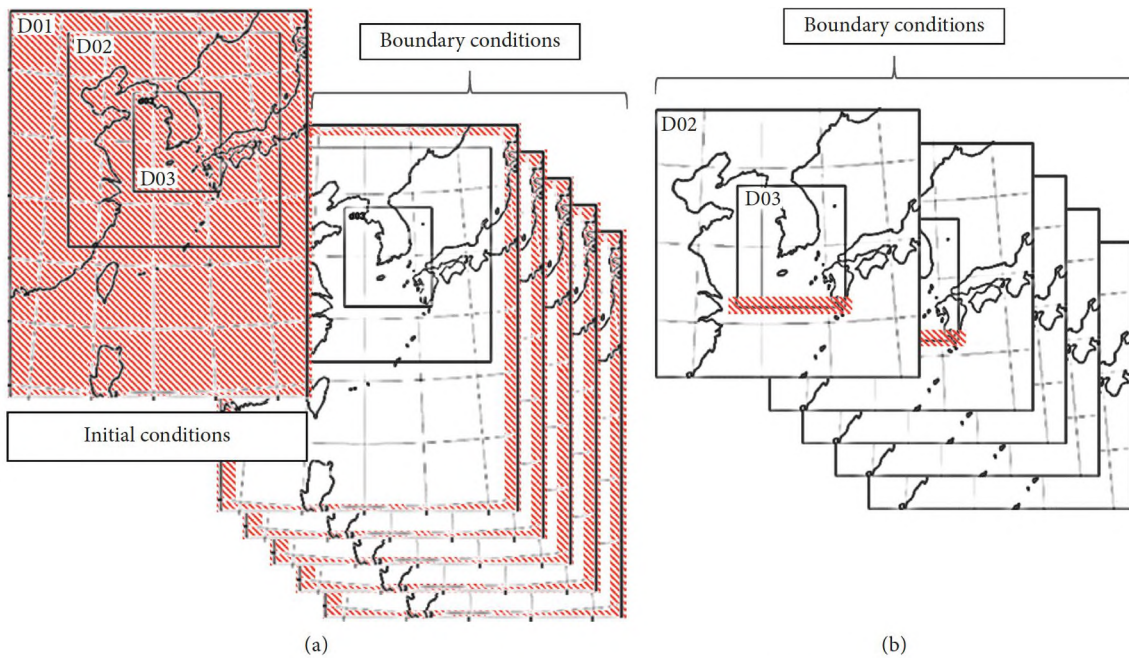 D01
D02
D03
Boundary conditions
Initial conditions
(a)
Boundary conditions
D02
D03
(b)